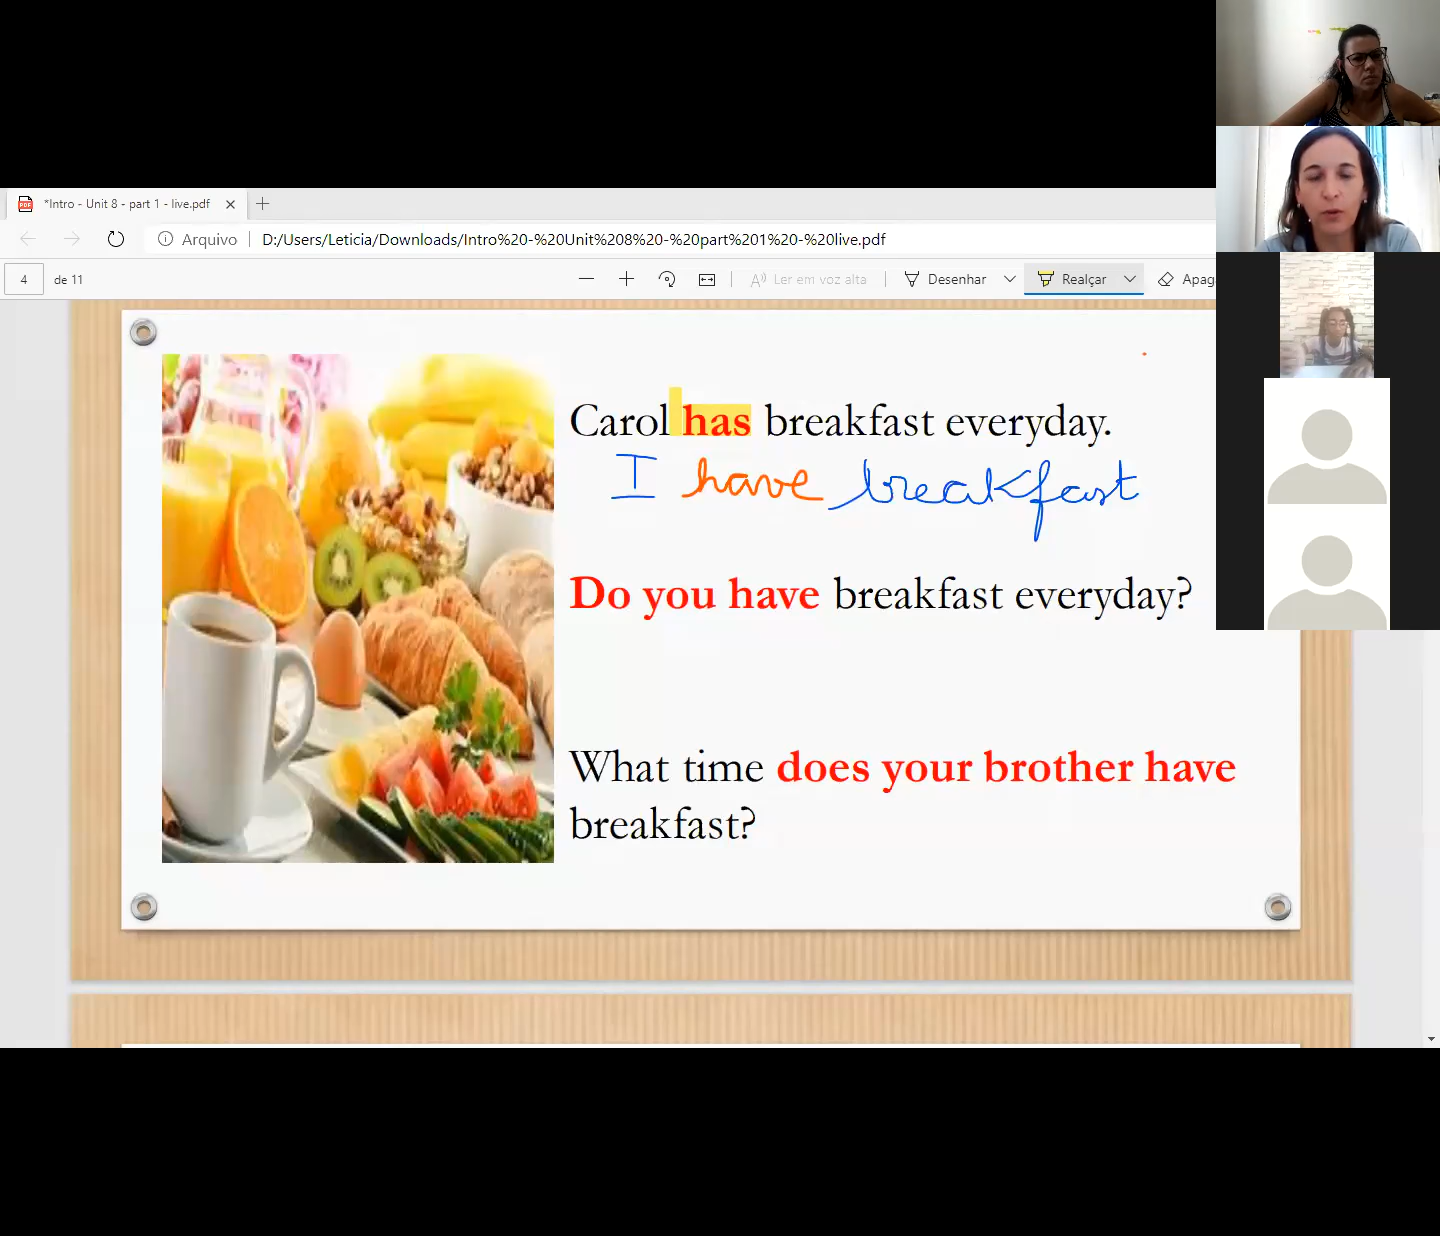 *Intro - Unit 8 - part 1 - live.pdf
Arquivo D:/Users/Leticia/Downloads/Intro%20-%20Unit%208%20-%20part%201%20-%20live.pdf
4 de 11 Ler em voz alta Desenhar Realçar Apag
Carol has breakfast everyday.
I have breakfast
Do you have breakfast everyday?
What time does your brother have
breakfast?